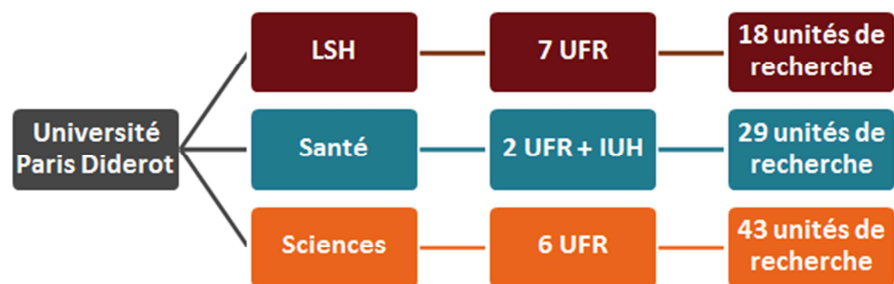 LSH
7 UFR
18 unités de
recherche
Université
Paris Diderot
Santé
2 UFR + IUH
29 unités de
recherche
Sciences
6 UFR
43 unités de
recherche